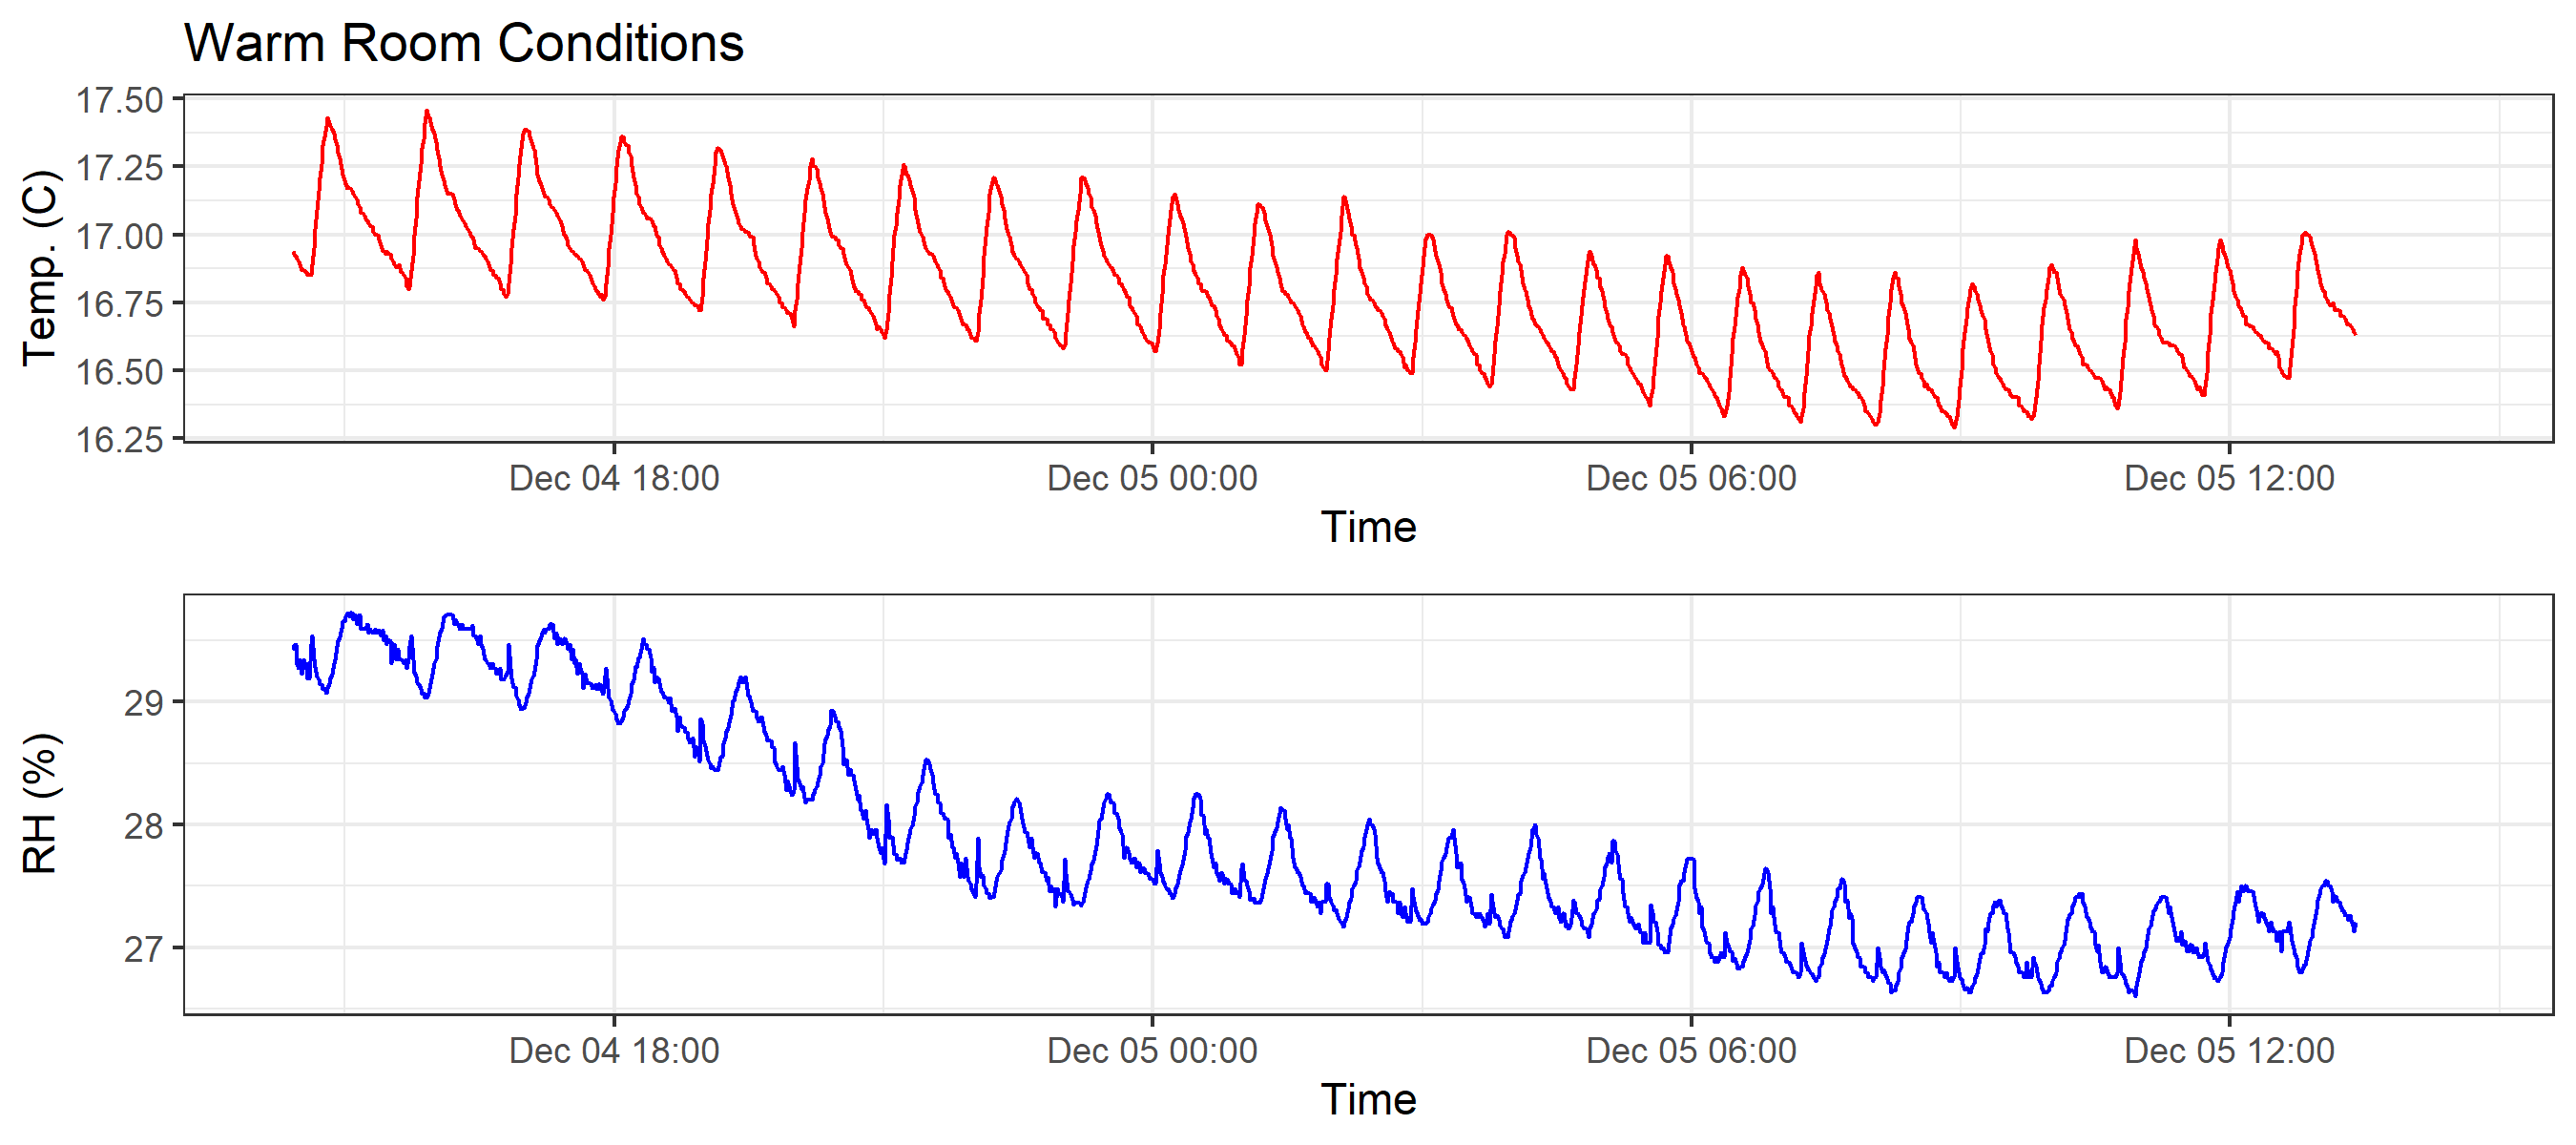 Warm Room Conditions
17.50
17.25
17.00
16.75
16.50
16.25
Temp. (C)
Dec 04 18:00 Dec 05 00:00 Dec 05 06:00 Dec 05 12:00
Time
29
28
27
RH (%)
Dec 04 18:00 Dec 05 00:00 Dec 05 06:00 Dec 05 12:00
Time